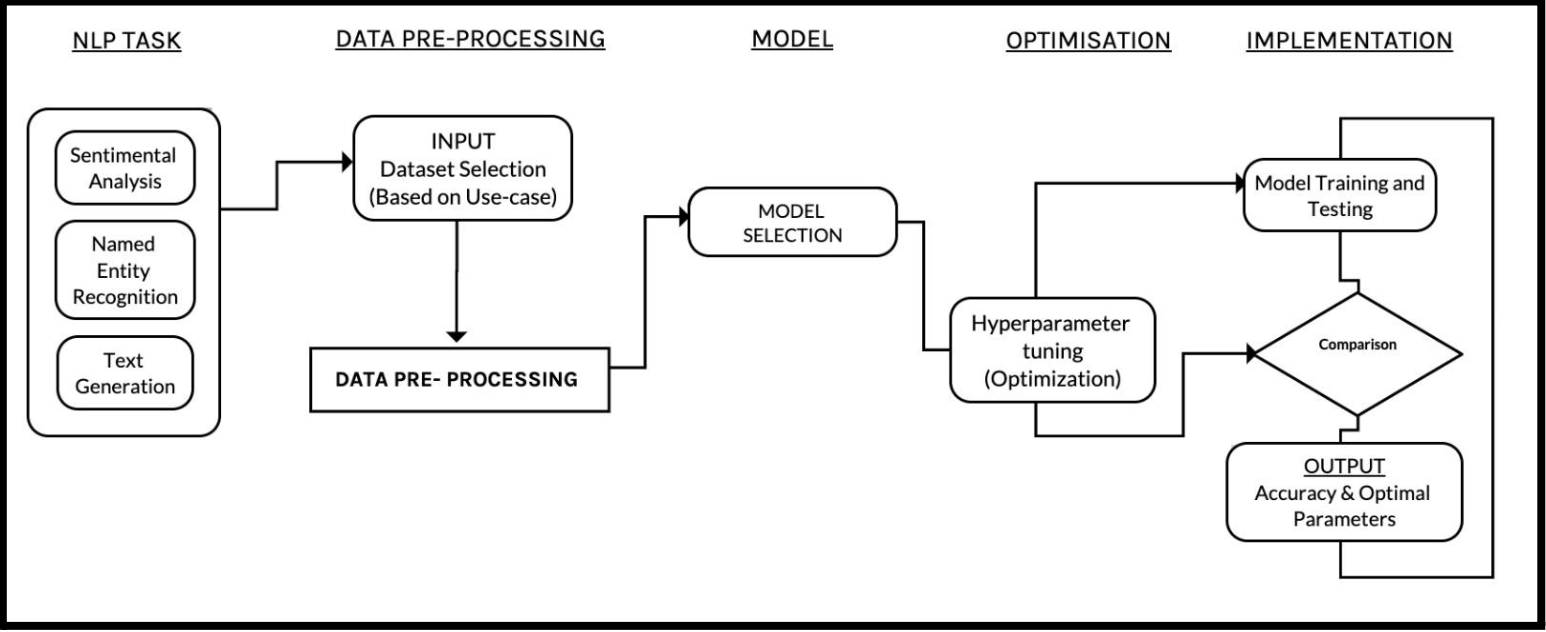 NLP TASK
DATA PRE-PROCESSING
MODEL
OPTIMISATION
IMPLEMENTATION
Sentimental
Analysis
Named
Entity
Recognition
Text
Generation
INPUT
Dataset Selection
(Based on Use-case)
DATA PRE- PROCESSING
MODEL
SELECTION
Hyperparameter
tuning
(Optimization)
Model Training and
Testing
Comparison
OUTPUT
Accuracy & Optimal
Parameters